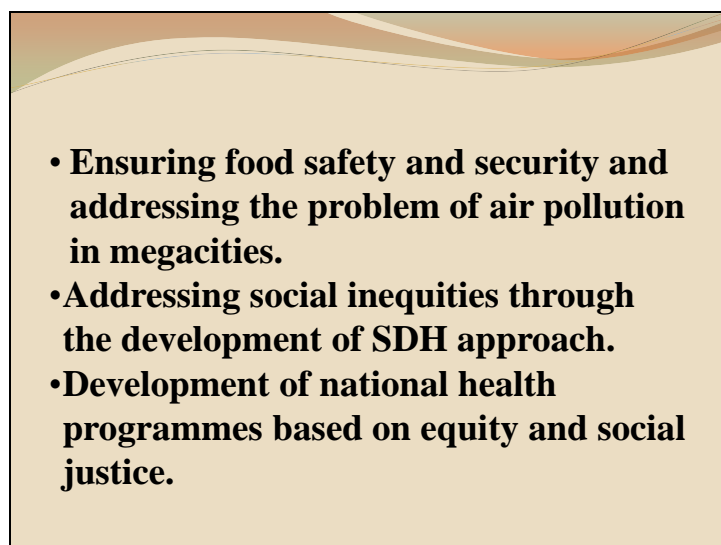 • Ensuring food safety and security and
addressing the problem of air pollution
in megacities.
•Addressing social inequities through
the development of SDH approach.
•Development of national health
programmes based on equity and social
justice.